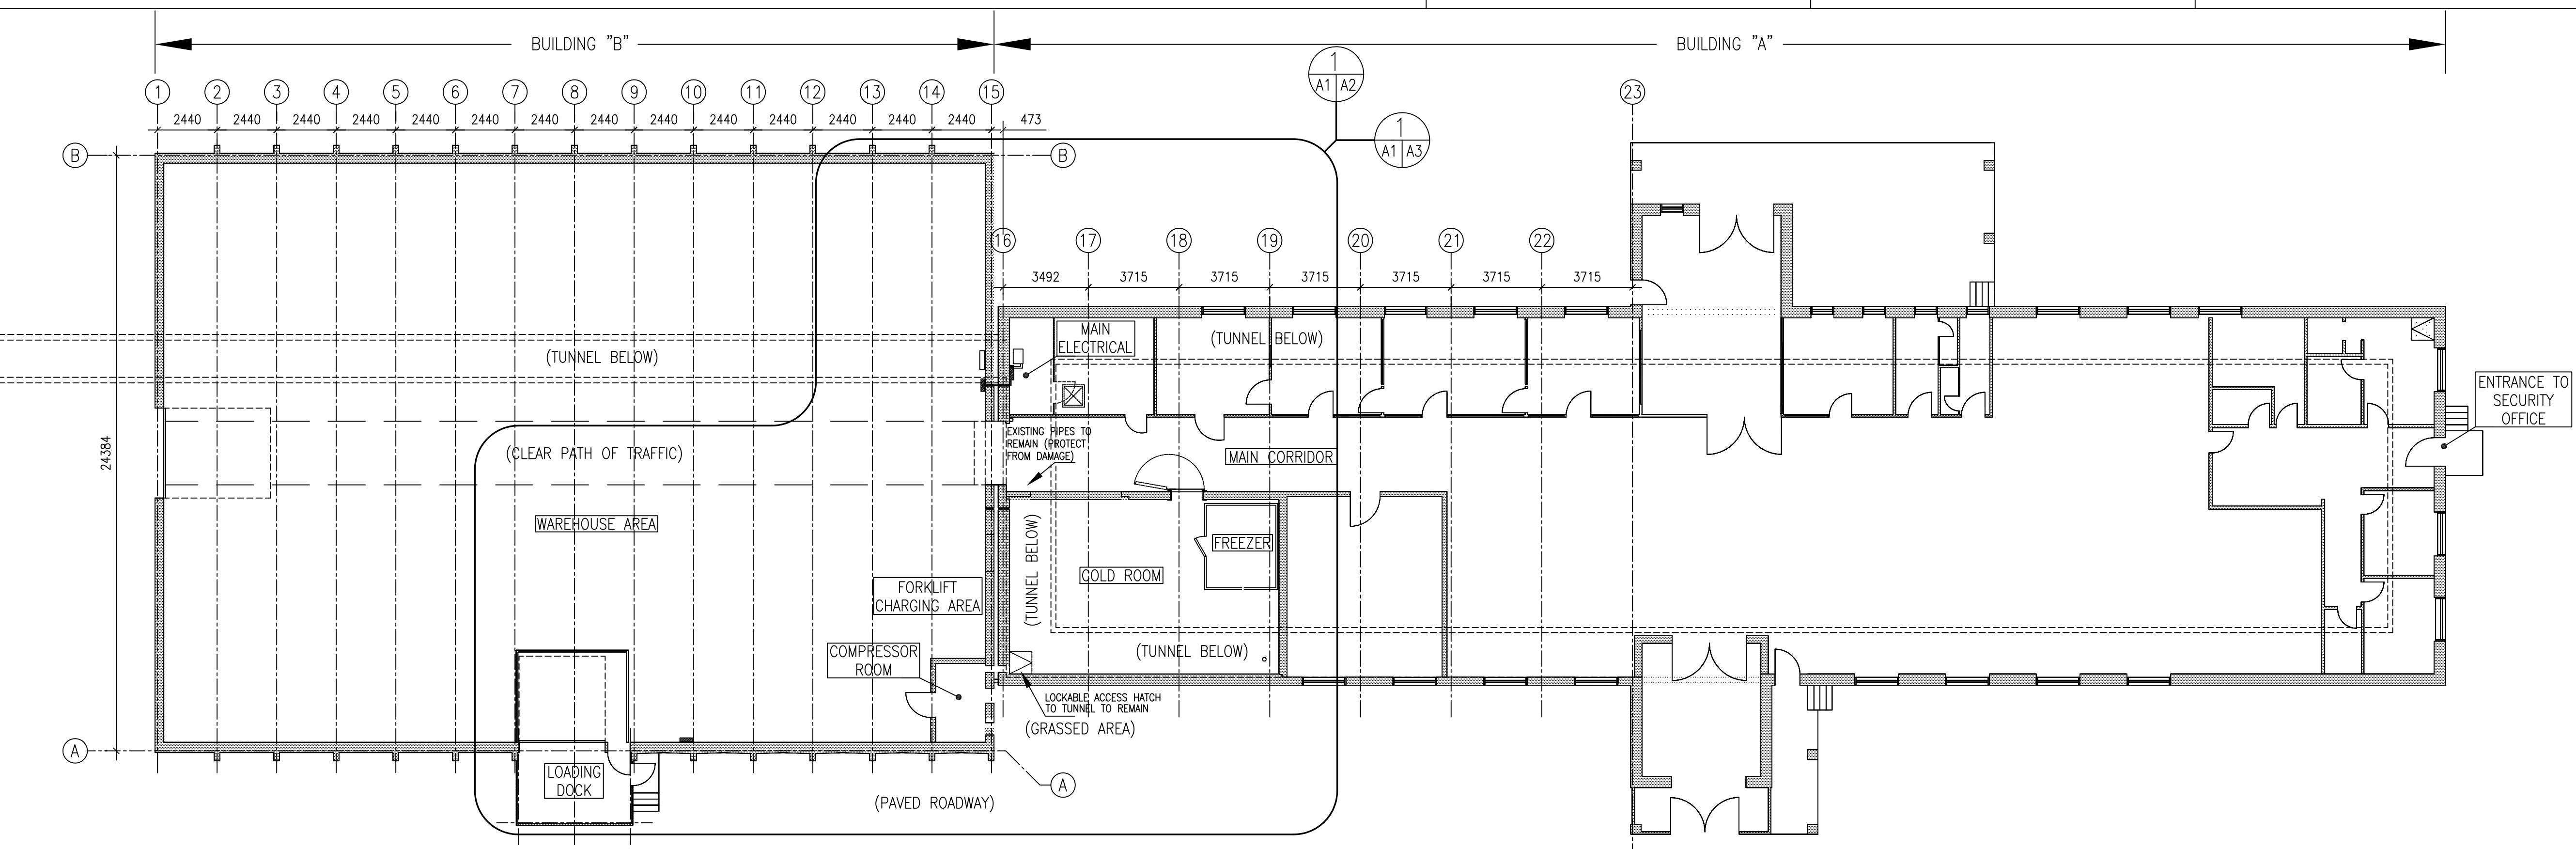 BUILDING "B"
BUILDING "A"
1
A1 A2
1
A1 A3
1 2 3 4 5 6 7 8 9 10 11 12 13 14 15 23
2440 2440 2440 2440 2440 2440 2440 2440 2440 2440 2440 2440 2440 2440 473
B
B
16 17 18 19 20 21 22
3492 3715 3715 3715 3715 3715 3715
24384
(TUNNEL BELOW)
MAIN
ELECTRICAL
(TUNNEL BELOW)
EXISTING PIPES TO
REMAIN (PROTECT
FROM DAMAGE)
(CLEAR PATH OF TRAFFIC)
MAIN CORRIDOR
ENTRANCE TO
SECURITY
OFFICE
WAREHOUSE AREA
FREEZER
(TUNNEL BELOW)
COLD ROOM
FORKLIFT
CHARGING AREA
COMPRESSOR
ROOM
(TUNNEL BELOW)
LOCKABLE ACCESS HATCH
TO TUNNEL TO REMAIN
(GRASSED AREA)
A
A
LOADING
DOCK
(PAVED ROADWAY)